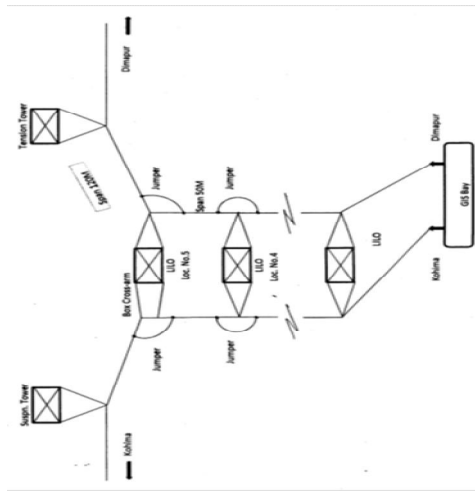 Dimapur
Tension Tower
Span 120M
Jumper
Span 50M
Jumper
Dimapur
Box Cross-arm
LILO
Loc. No.5
LILO
Loc. No.4
LILO
GIS Bay
Suspn. Tower
Jumper
Jumper
Kohima
Kohima